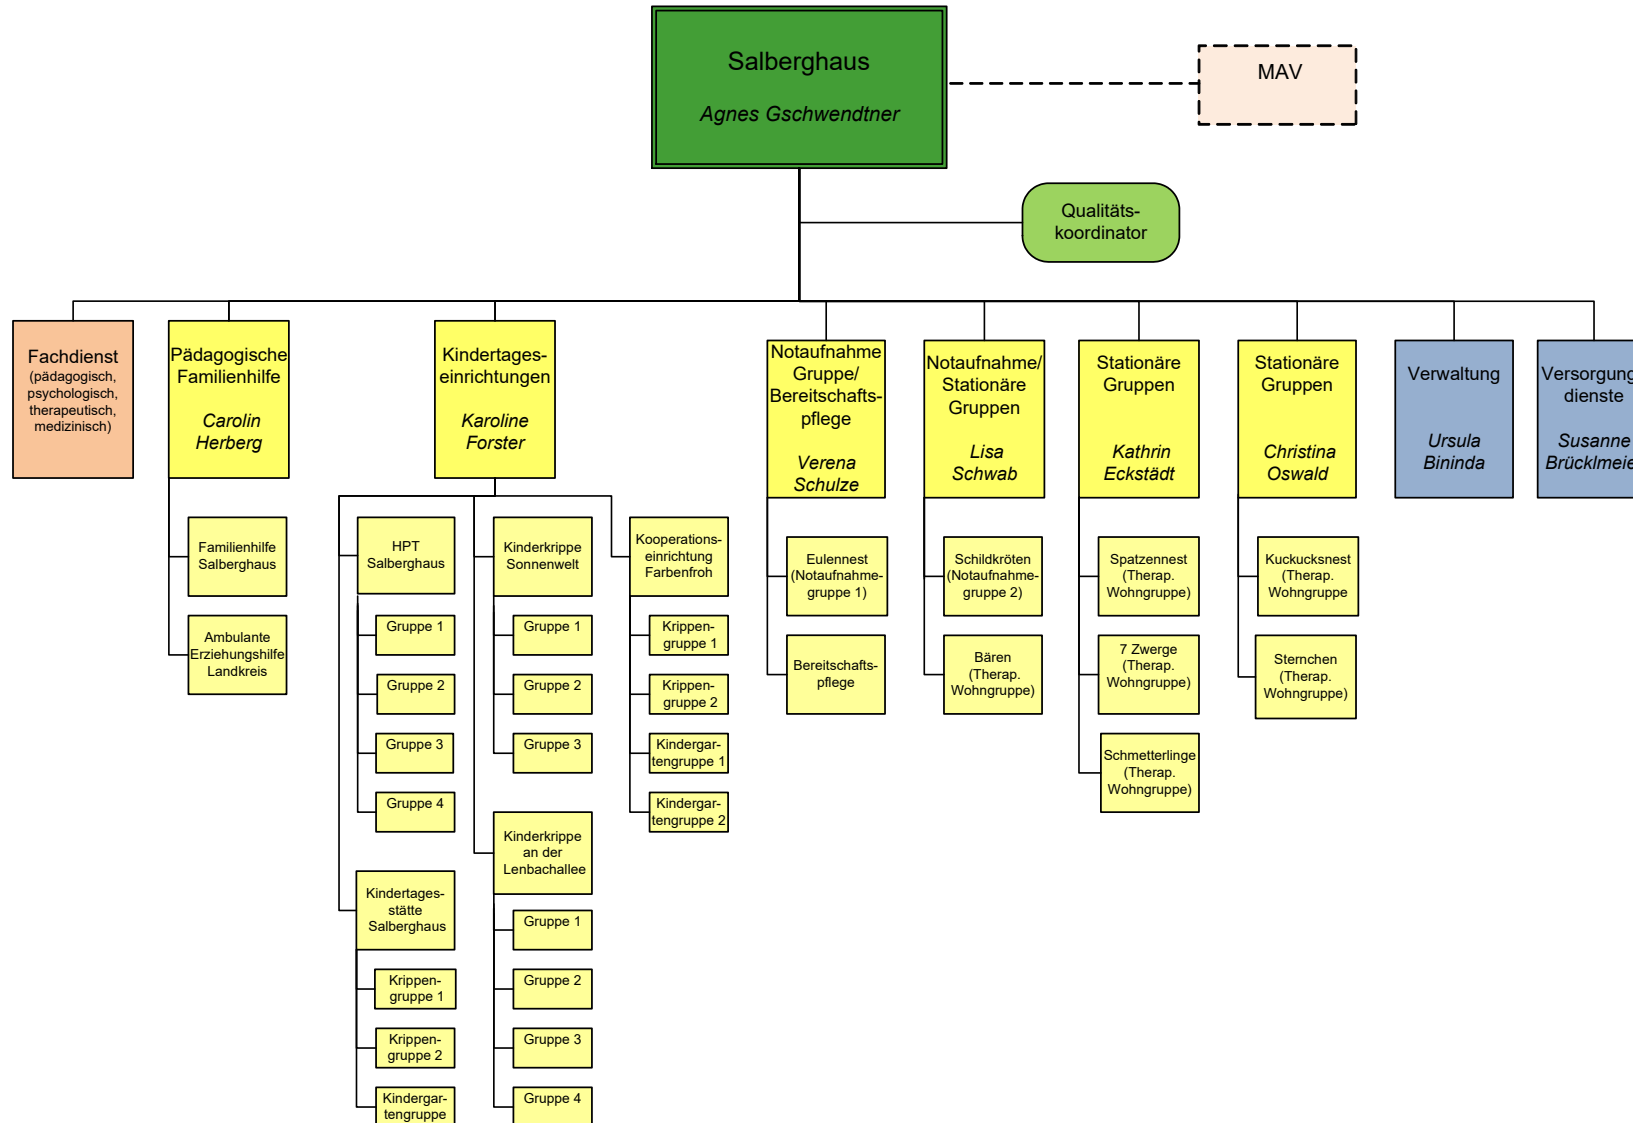 Salberghaus
Agnes Gschwendtner
MAV
Qualitäts-
koordinator
Fachdienst
(pädagogisch,
psychologisch,
therapeutisch,
medizinisch)
Pädagogische
Familienhilfe
Carolin
Herberg
Kindertages-
einrichtungen
Karoline
Forster
Notaufnahme
Gruppe/
Bereitschafts-
pflege
Verena
Schulze
Notaufnahme/
Stationäre
Gruppen
Lisa
Schwab
Stationäre
Gruppen
Kathrin
Eckstädt
Stationäre
Gruppen
Christina
Oswald
Verwaltung
Ursula
Bininda
Versorgung
dienste
Susanne
Brücklmeie
Familienhilfe
Salberghaus
Ambulante
Erziehungshilfe
Landkreis
HPT
Salberghaus
Gruppe 1
Gruppe 2
Gruppe 3
Gruppe 4
Kindertages-
stätte
Salberghaus
Krippen-
gruppe 1
Krippen-
gruppe 2
Kindergar-
tengruppe
Kinderkrippe
Sonnenwelt
Gruppe 1
Gruppe 2
Gruppe 3
Kinderkrippe
an der
Lenbachallee
Gruppe 1
Gruppe 2
Gruppe 3
Gruppe 4
Kooperations-
einrichtung
Farbenfroh
Krippen-
gruppe 1
Krippen-
gruppe 2
Kindergar-
tengruppe 1
Kindergar-
tengruppe 2
Eulennest
(Notaufnahme-
gruppe 1)
Bereitschafts-
pflege
Schildkröten
(Notaufnahme-
gruppe 2)
Bären
(Therap.
Wohngruppe)
Spatzennest
(Therap.
Wohngruppe)
7 Zwerge
(Therap.
Wohngruppe)
Schmetterlinge
(Therap.
Wohngruppe)
Kuckucksnest
(Therap.
Wohngruppe
Sternchen
(Therap.
Wohngruppe)